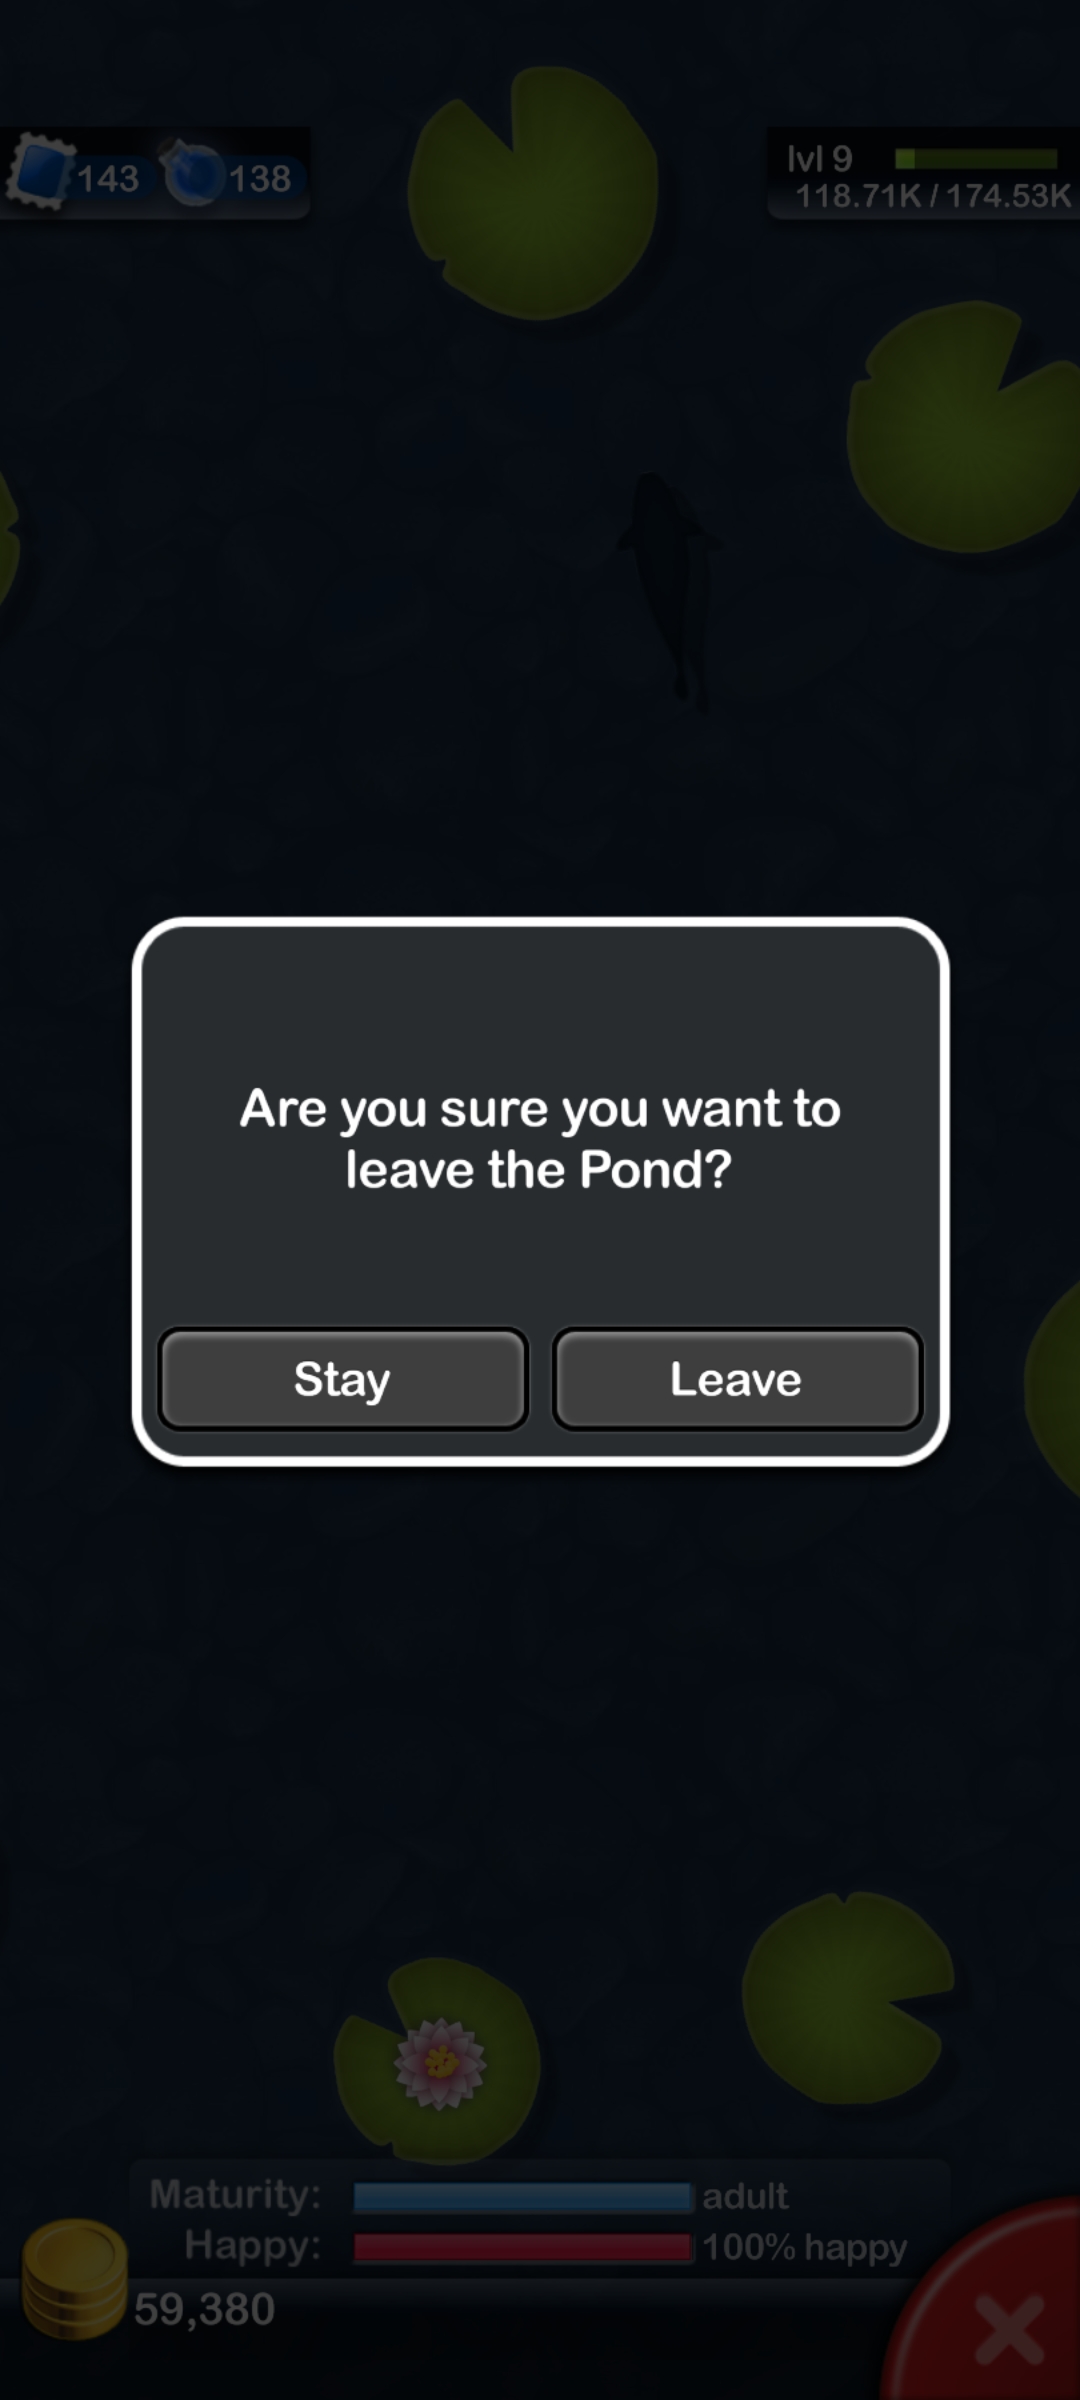 143 138
lvl 9
118.71K / 174.53K
Are you sure you want to
leave the Pond?
Stay Leave
Maturity: adult
Happy: 100% happy
59,380